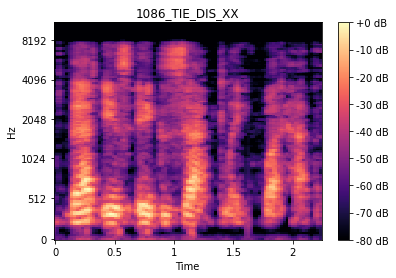 1086_TIE_DIS_XX
8192
4096
2048
1024
512
0
Hz
0
0.5
1
1.5
2
Time
+0 dB
-10 dB
-20 dB
-30 dB
-40 dB
-50 dB
-60 dB
-70 dB
-80 dB